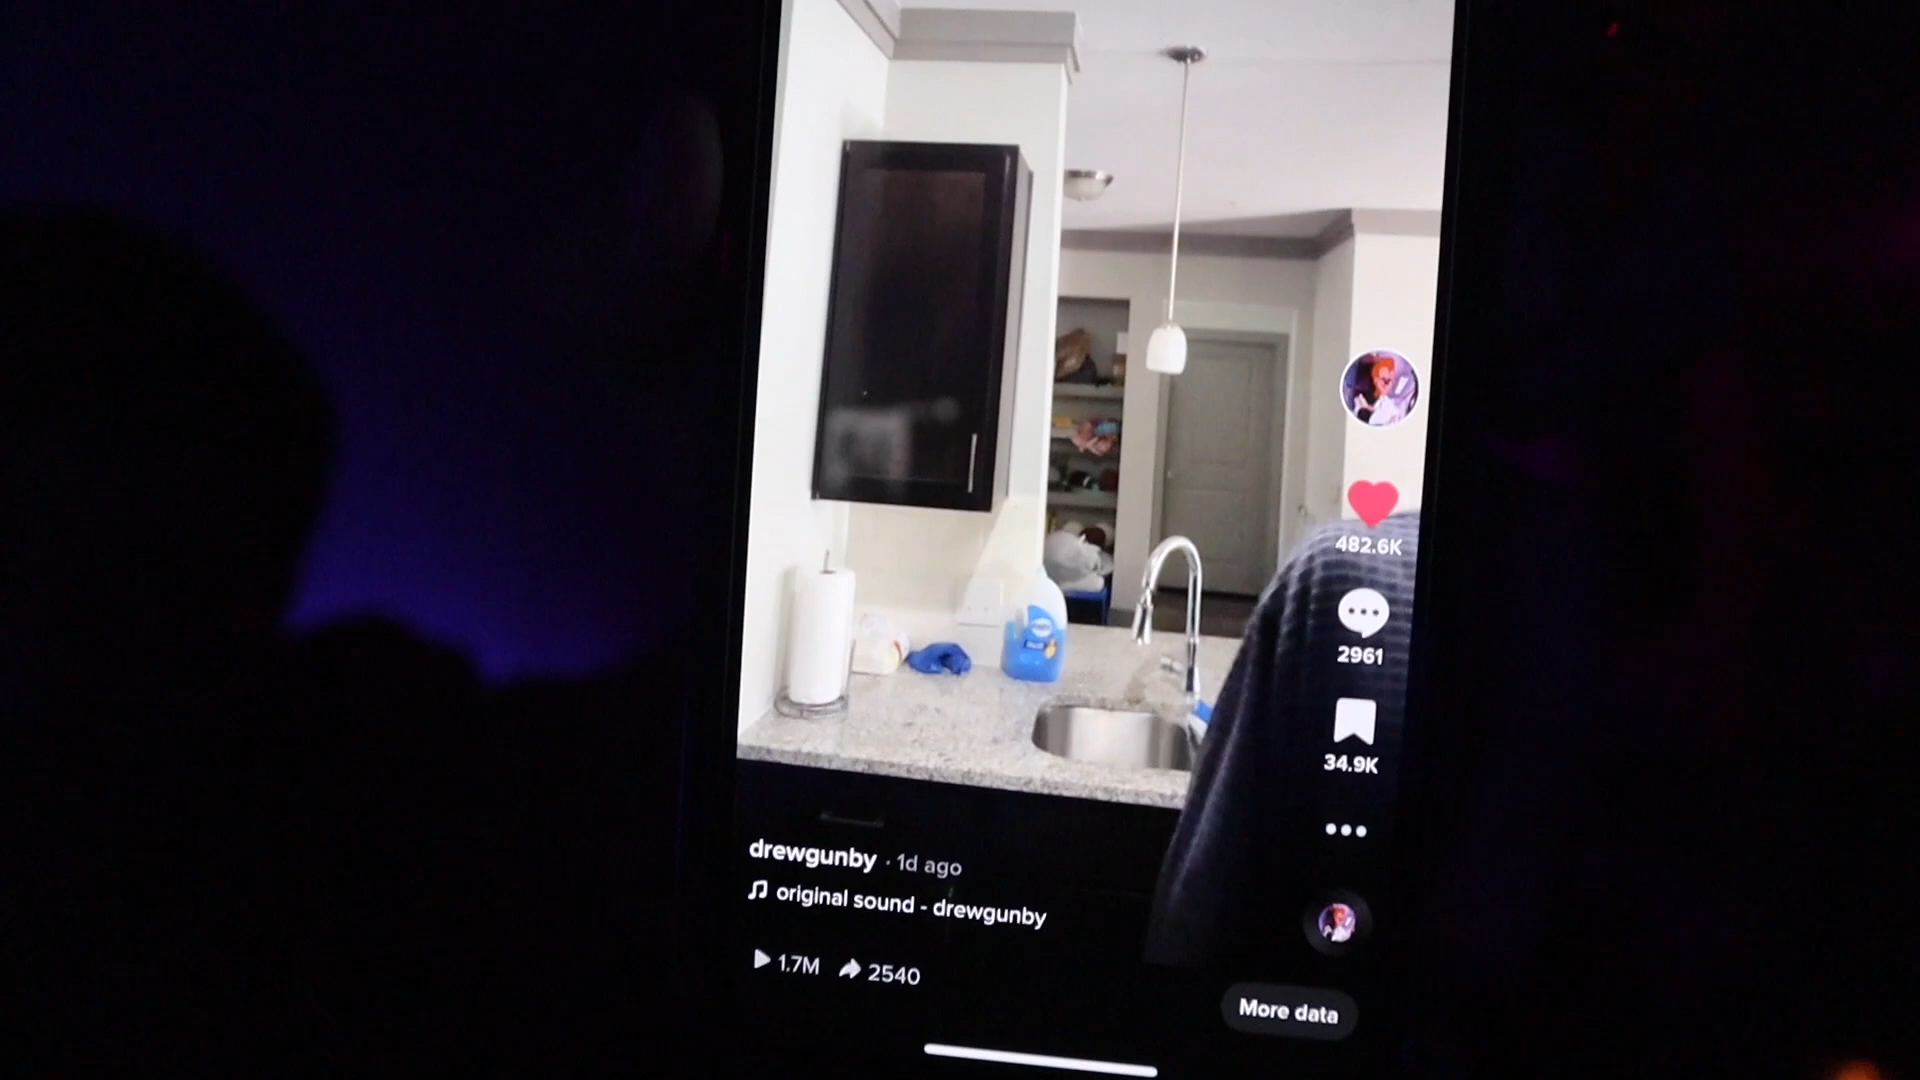 482.6K
2961
34.9K
drewgunby · 1d ago
original sound - drewgunby
1.7M 2540
More data